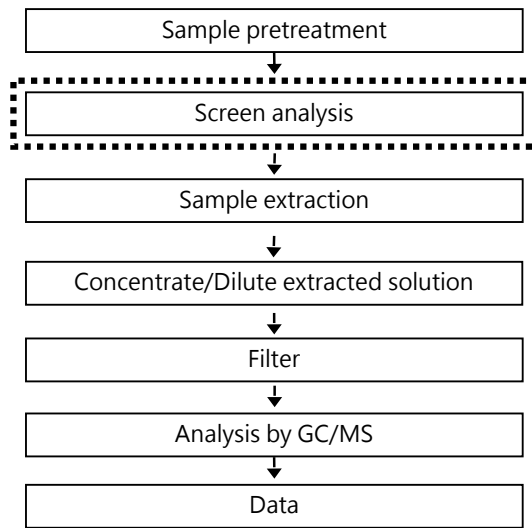 Sample pretreatment
Screen analysis
Sample extraction
Concentrate/Dilute extracted solution
Filter
Analysis by GC/MS
Data